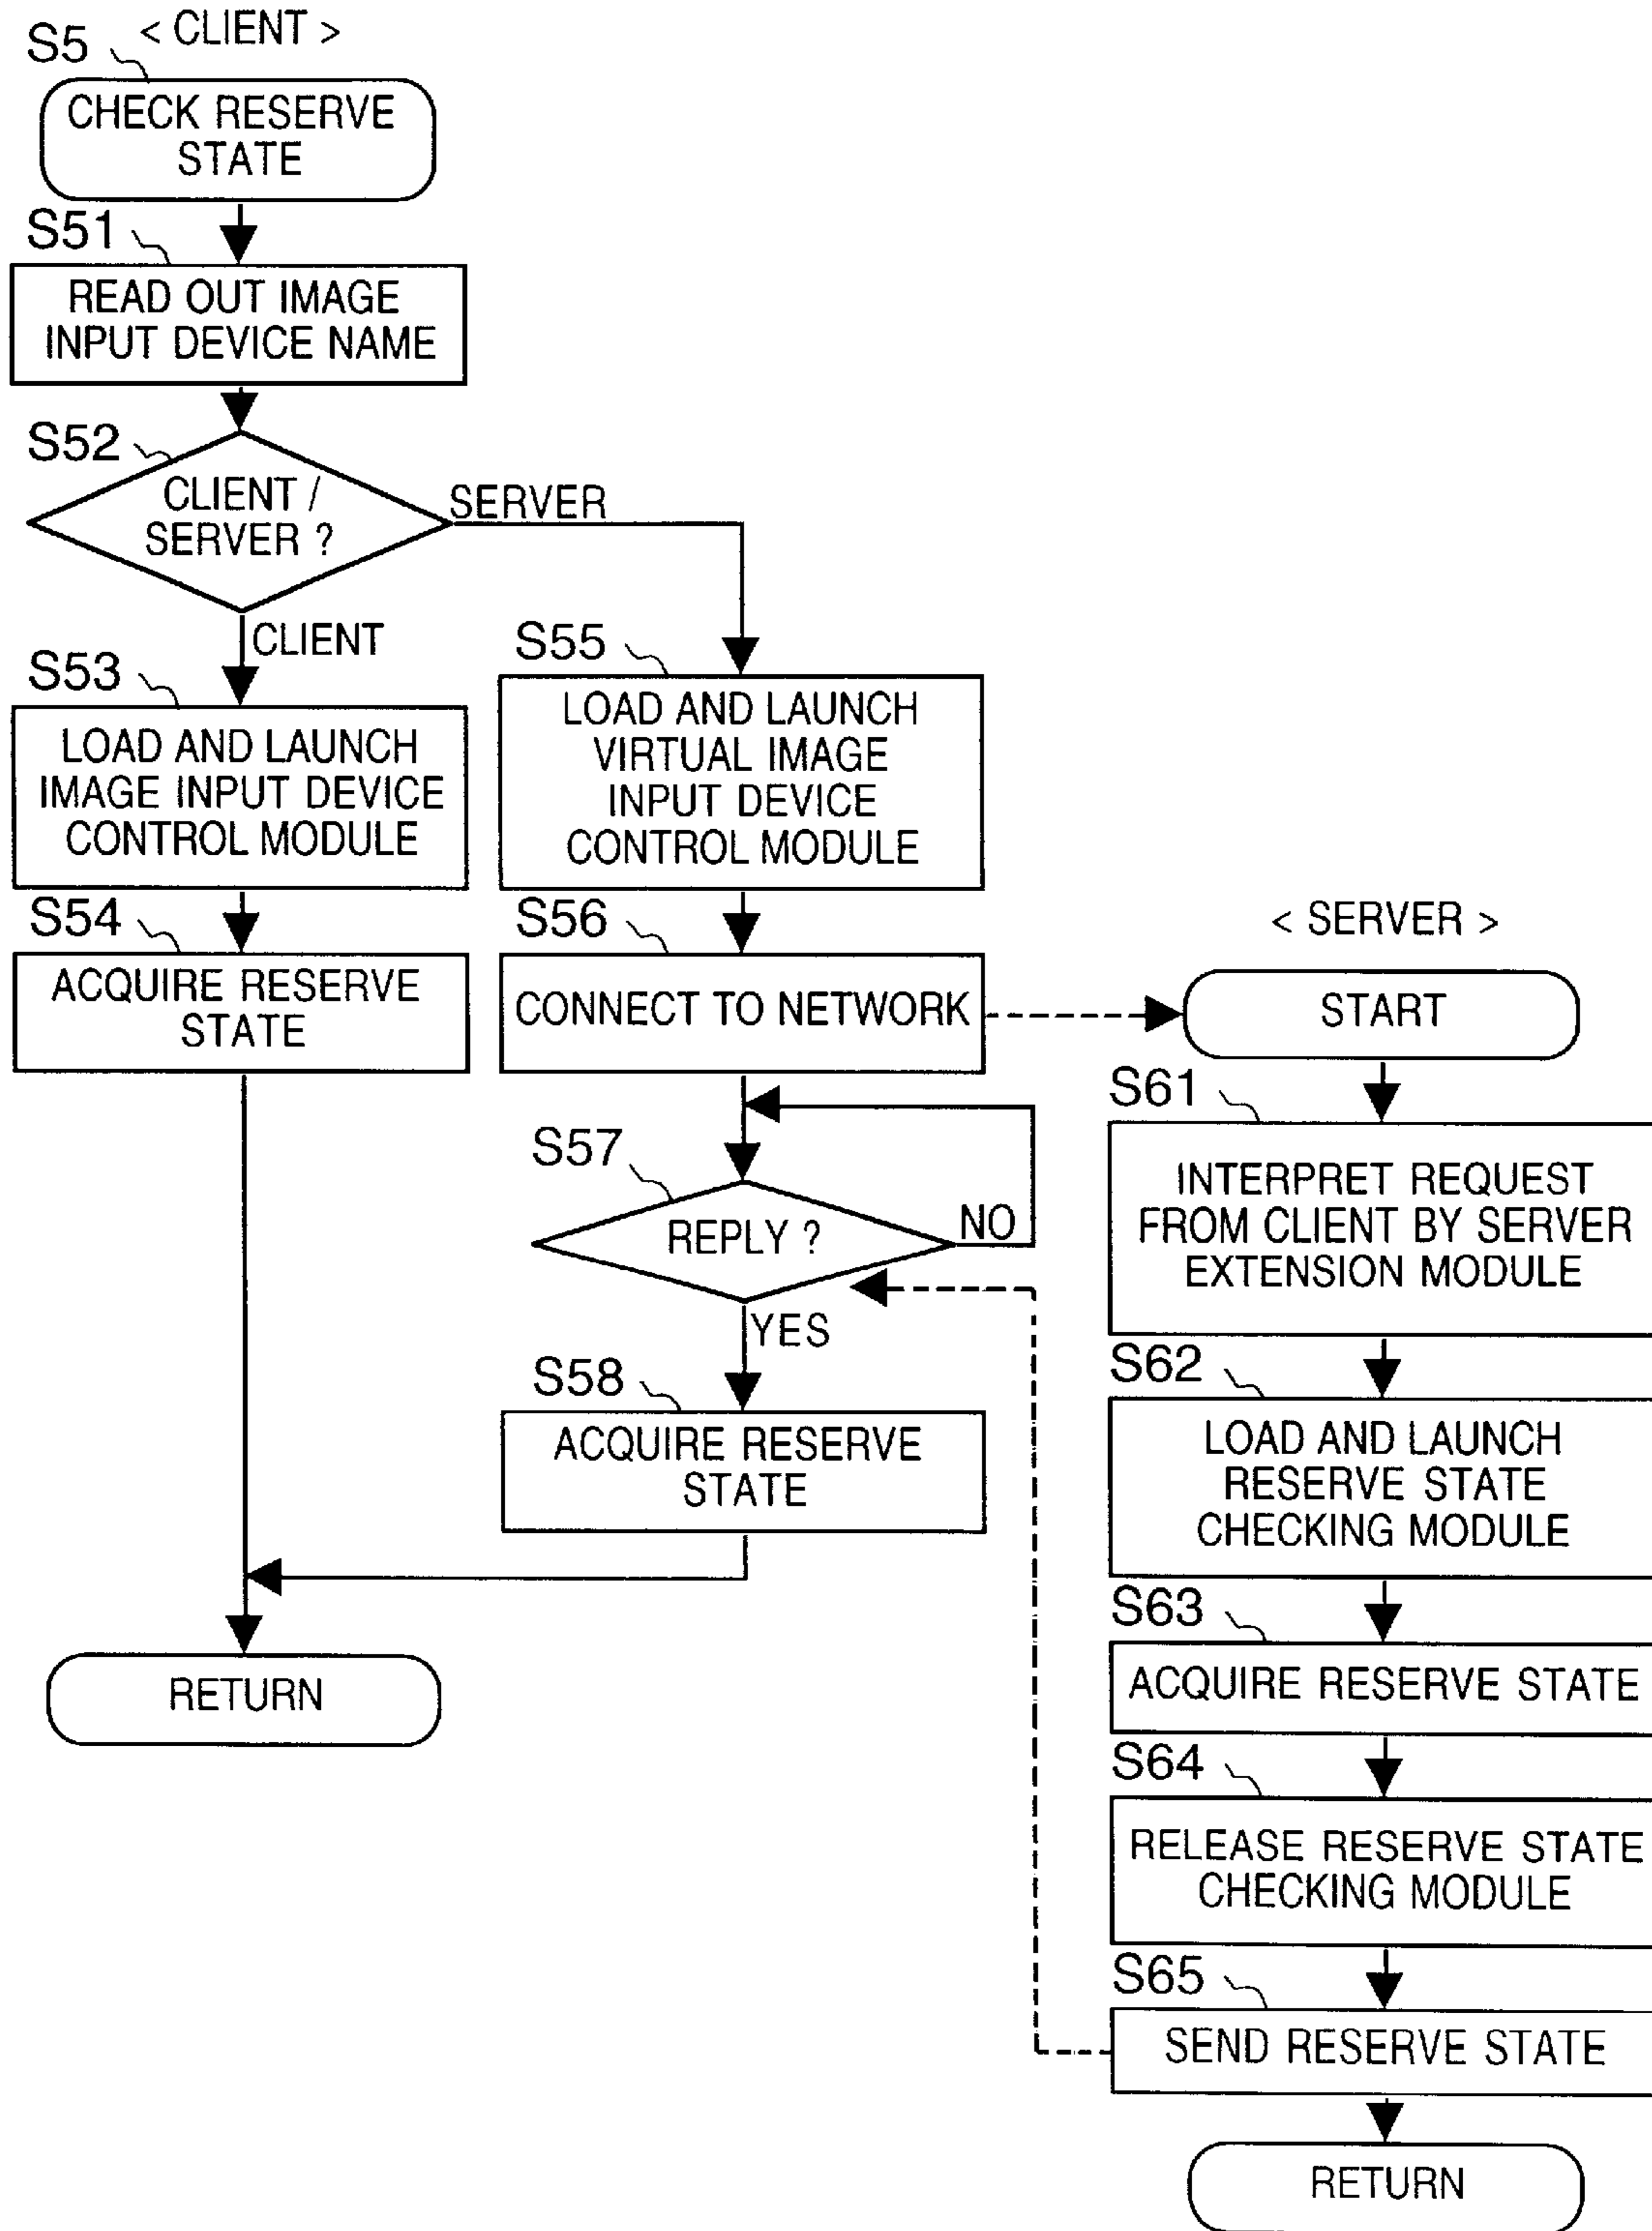 < CLIENT >
S5
CHECK RESERVE
STATE
S51
READ OUT IMAGE
INPUT DEVICE NAME
S52
CLIENT /
SERVER ?
SERVER
CLIENT
S53
LOAD AND LAUNCH
IMAGE INPUT DEVICE
CONTROL MODULE
S54
ACQUIRE RESERVE
STATE
S55
LOAD AND LAUNCH
VIRTUAL IMAGE
INPUT DEVICE
CONTROL MODULE
S56
CONNECT TO NETWORK
S57
REPLY ?
NO
YES
S58
ACQUIRE RESERVE
STATE
RETURN
< SERVER >
START
S61
INTERPRET REQUEST
FROM CLIENT BY SERVER
EXTENSION MODULE
S62
LOAD AND LAUNCH
RESERVE STATE
CHECKING MODULE
S63
ACQUIRE RESERVE STATE
S64
RELEASE RESERVE STATE
CHECKING MODULE
S65
SEND RESERVE STATE
RETURN